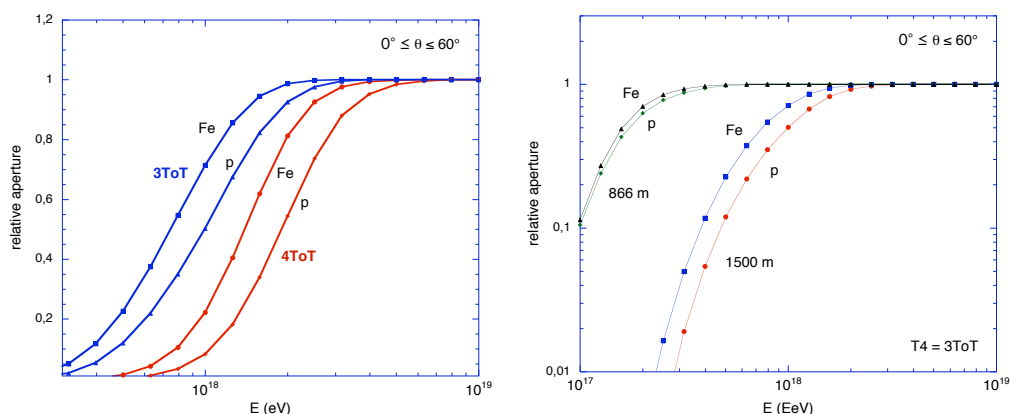 1,2
0° ≤ θ ≤ 60°
1
Fe
0,8
3ToT
p
Fe
0,6
p
0,4
4ToT
0,2
relative aperture
10¹⁸
10¹⁹
E (eV)
0° ≤ θ ≤ 60°
1
Fe
p
Fe
p
866 m
0,1
1500 m
T4 = 3ToT
0,01
relative aperture
10¹⁷
10¹⁸
10¹⁹
E (EeV)